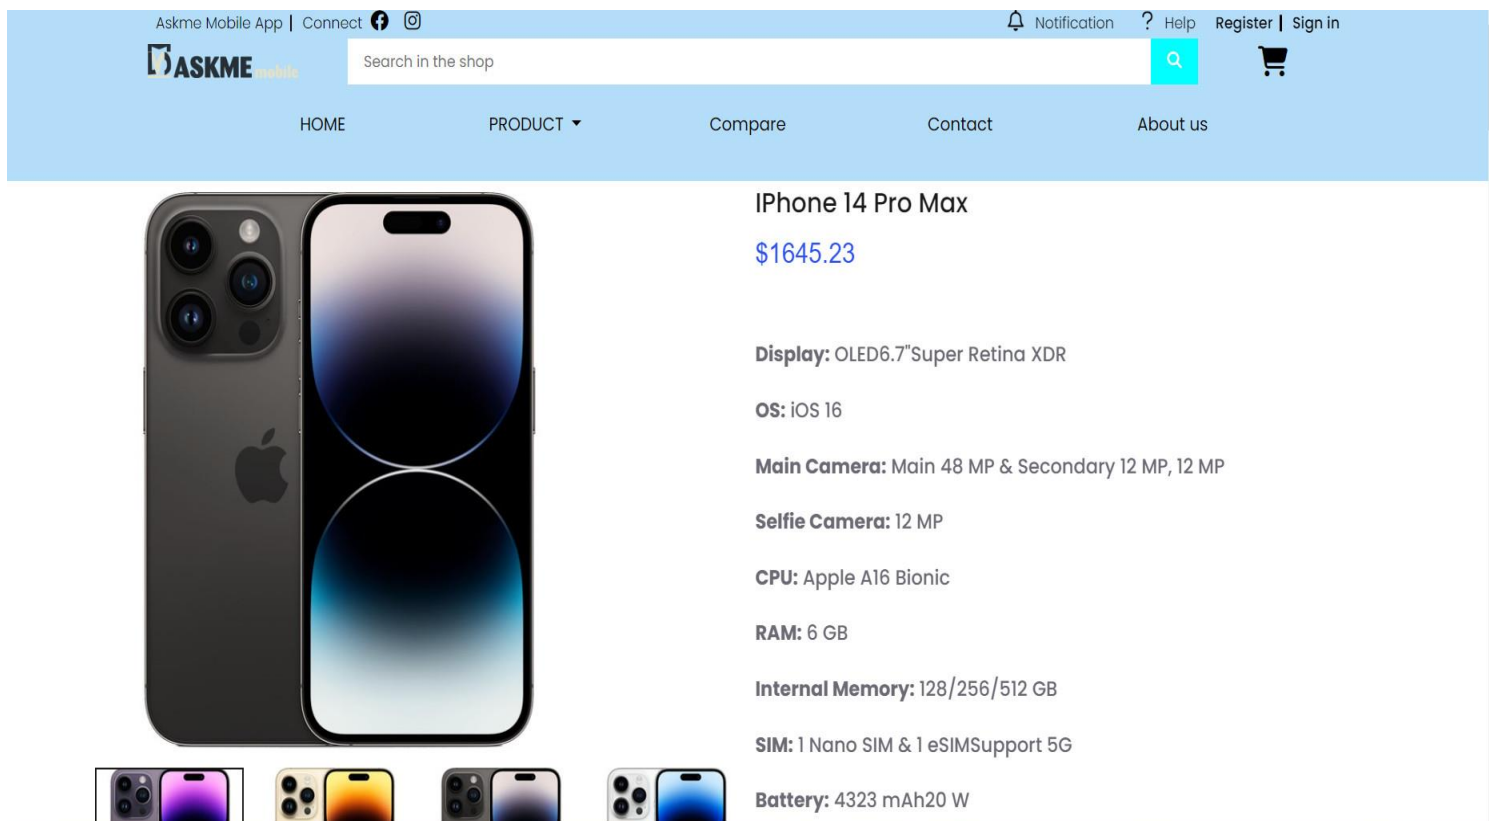 Askme Mobile App | Connect
Notification ? Help Register | Sign in
ASKME mobile
Search in the shop
HOME PRODUCT Compare Contact About us
IPhone 14 Pro Max
$1645.23
Display: OLED6.7"Super Retina XDR
OS: iOS 16
Main Camera: Main 48 MP & Secondary 12 MP, 12 MP
Selfie Camera: 12 MP
CPU: Apple A16 Bionic
RAM: 6 GB
Internal Memory: 128/256/512 GB
SIM: 1 Nano SIM & 1 eSIMSupport 5G
Battery: 4323 mAh20 W